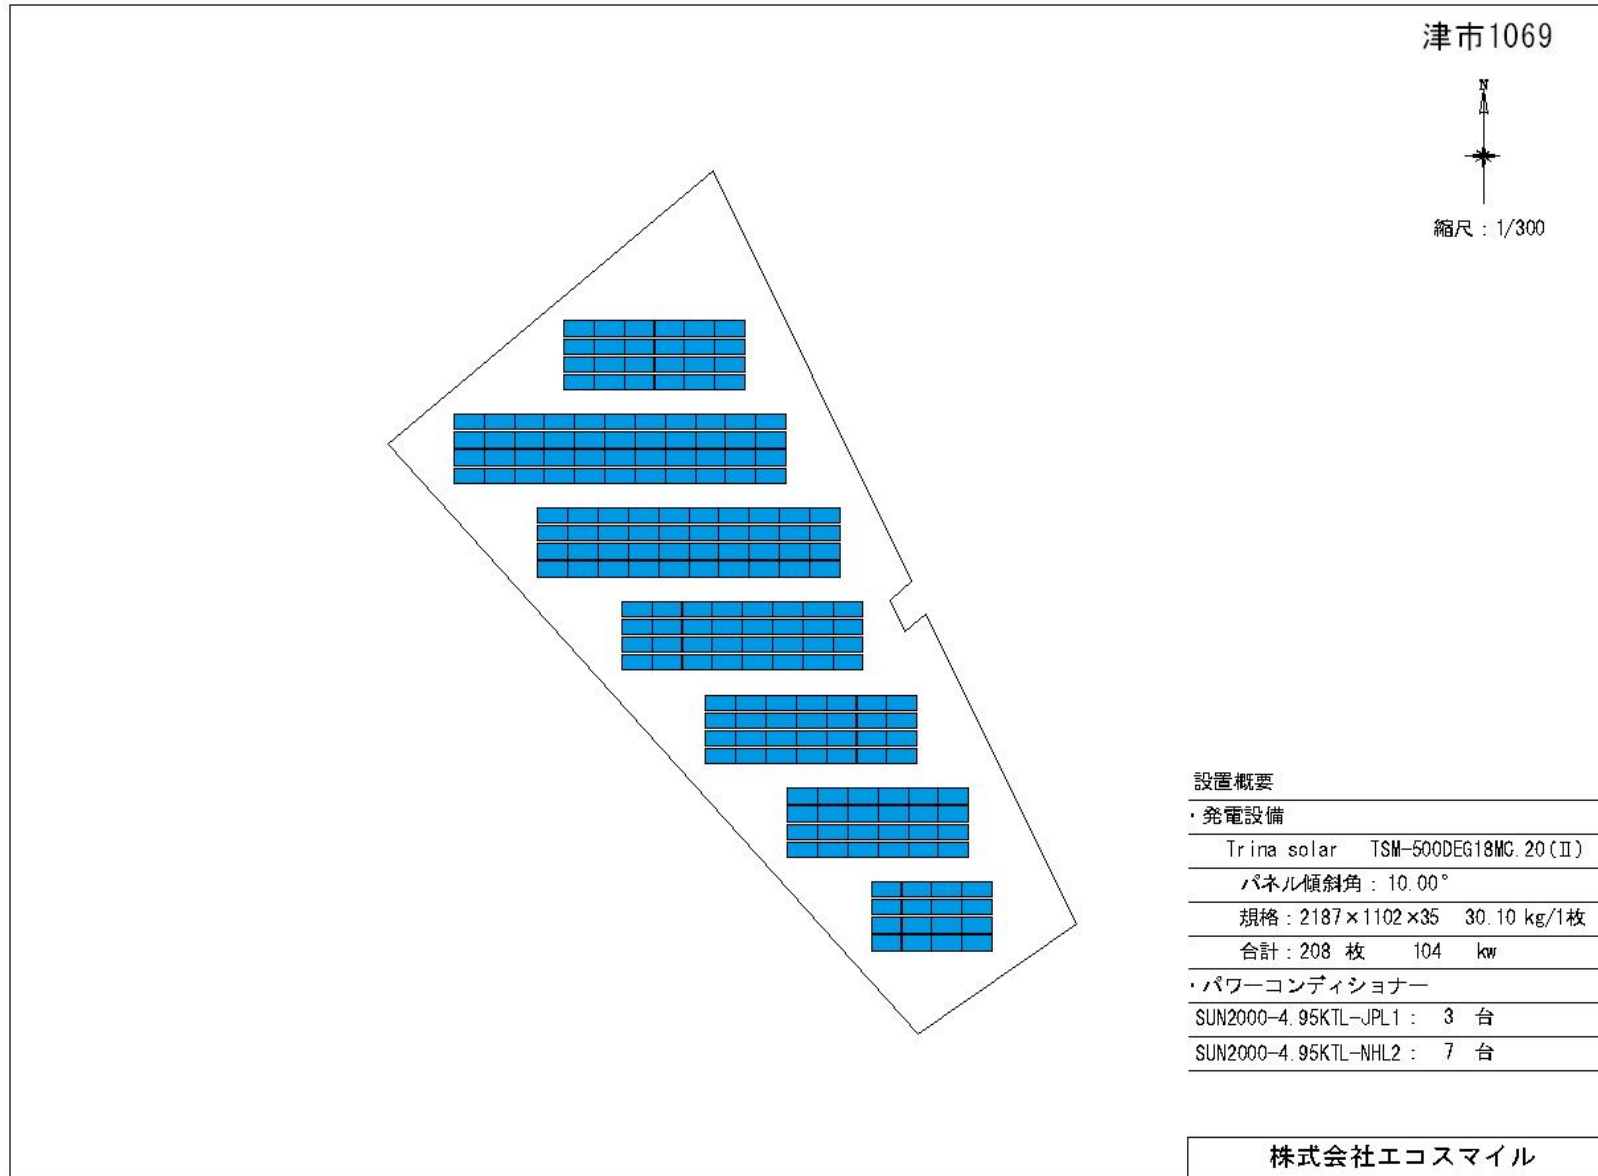 津市1069
N
縮尺：1/300
設置概要
・発電設備
Trina solar TSM-500DEG18MC.20(Ⅱ)
パネル傾斜角：10.00°
規格：2187×1102×35 30.10 kg/1枚
合計：208 枚 104 kw
・パワーコンディショナー
SUN2000-4.95KTL-JPL1： 3 台
SUN2000-4.95KTL-NHL2： 7 台
株式会社エコスマイル